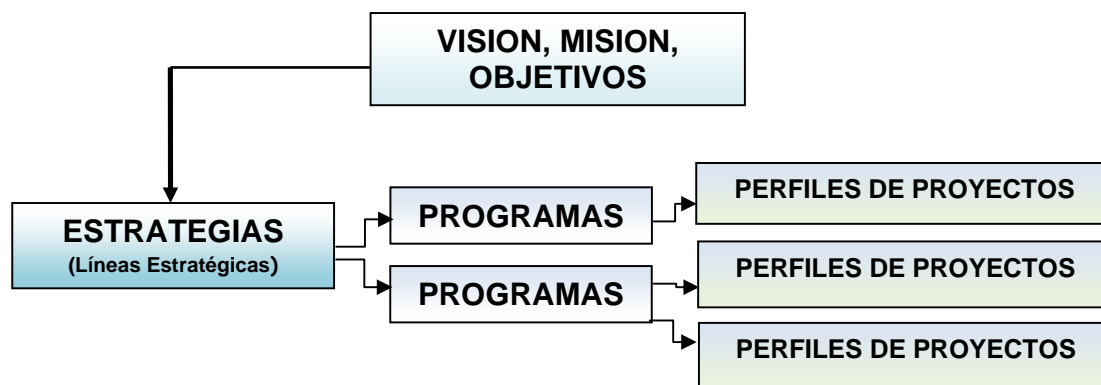 VISION, MISION,
OBJETIVOS
ESTRATEGIAS
(Líneas Estratégicas)
PROGRAMAS
PROGRAMAS
PERFILES DE PROYECTOS
PERFILES DE PROYECTOS
PERFILES DE PROYECTOS